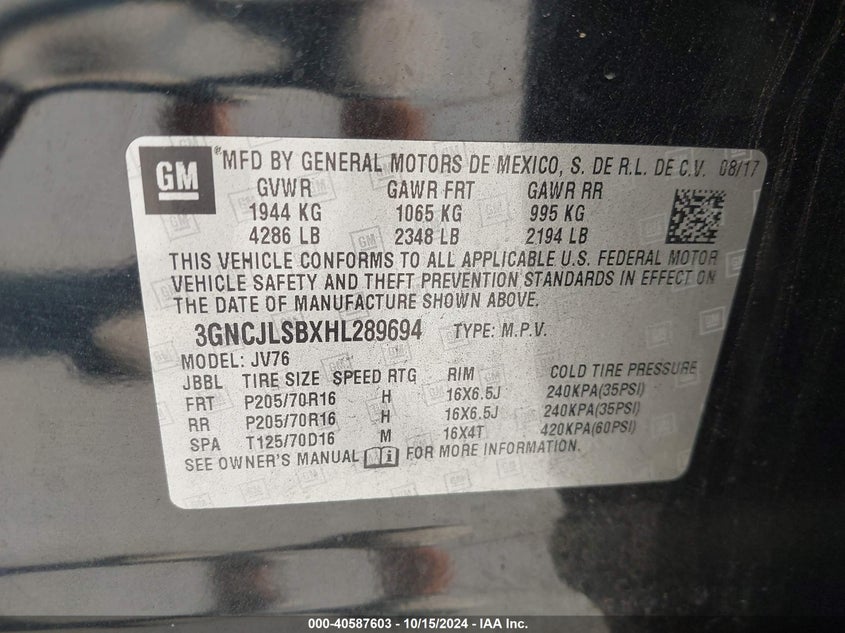 GM
®MFD BY GENERAL MOTORS DE MEXICO, S. DE R.L. DE C.V. 08/17
GVWR GAWR FRT GAWR RR
1944 KG 1065 KG 995 KG
4286 LB 2348 LB 2194 LB
THIS VEHICLE CONFORMS TO ALL APPLICABLE U.S. FEDERAL MOTOR
VEHICLE SAFETY AND THEFT PREVENTION STANDARDS IN EFFECT ON
THE DATE OF MANUFACTURE SHOWN ABOVE.
3GNCJLSBXHL289694 TYPE: M.P.V.
MODEL: JV76
JBBL TIRE SIZE SPEED RTG RIM COLD TIRE PRESSURE
FRT P205/70R16 H 16X6.5J 240KPA(35PSI)
RR P205/70R16 H 16X6.5J 240KPA(35PSI)
SPA T125/70D16 M 16X4T 420KPA(60PSI)
SEE OWNER'S MANUAL FOR MORE INFORMATION.
000-40587603 - 10/15/2024 - IAA Inc.